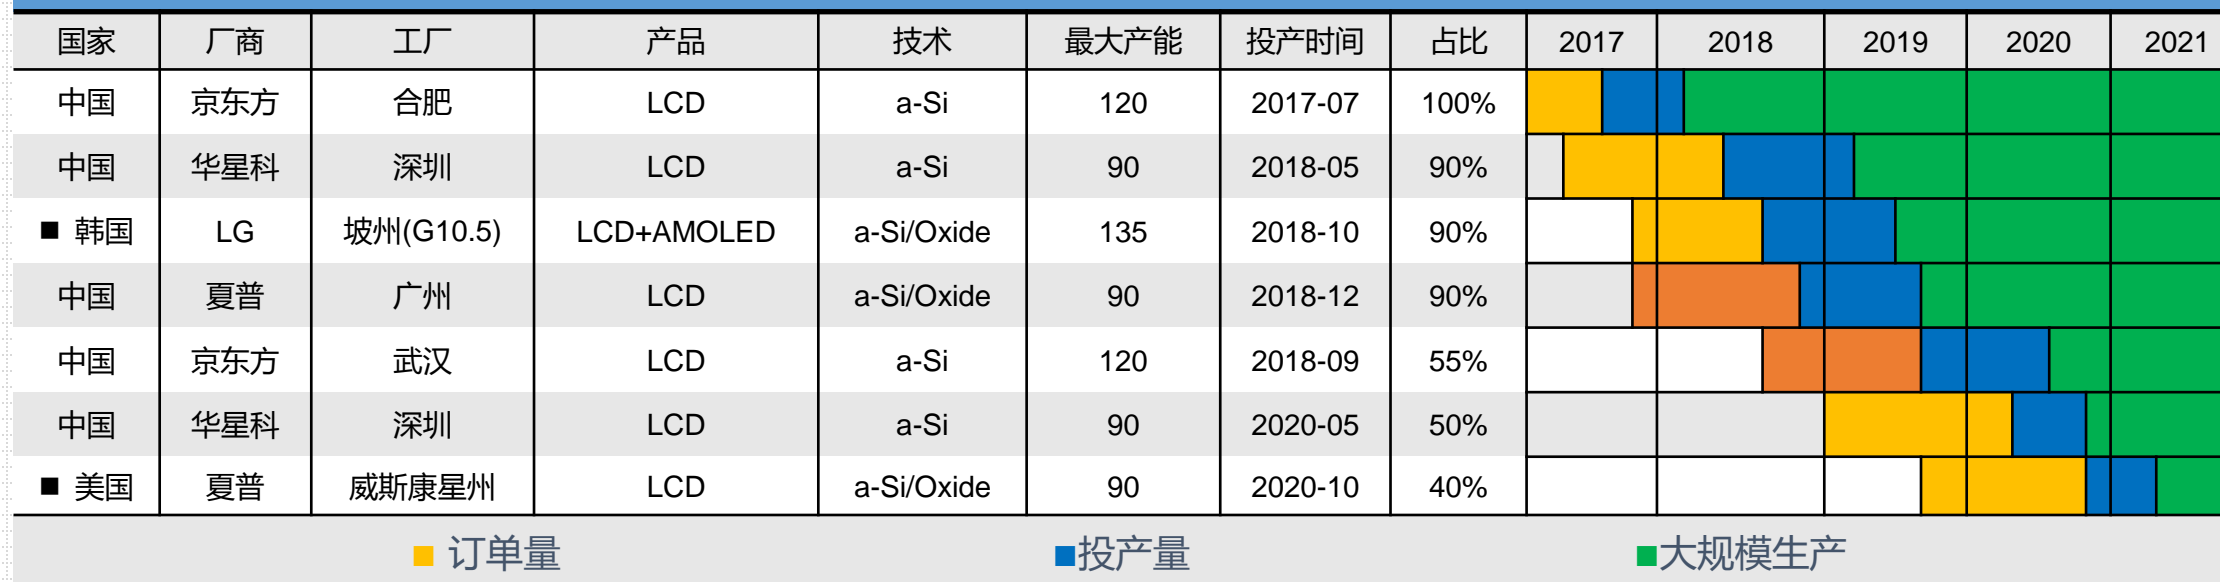 国家 厂商 工厂 产品 技术 最大产能 投产时间 占比 2017 2018 2019 2020 2021
中国 京东方 合肥 LCD a-Si 120 2017-07 100%
中国 华星科 深圳 LCD a-Si 90 2018-05 90%
■ 韩国 LG 坡州(G10.5) LCD+AMOLED a-Si/Oxide 135 2018-10 90%
中国 夏普 广州 LCD a-Si/Oxide 90 2018-12 90%
中国 京东方 武汉 LCD a-Si 120 2018-09 55%
中国 华星科 深圳 LCD a-Si 90 2020-05 50%
■ 美国 夏普 威斯康星州 LCD a-Si/Oxide 90 2020-10 40%
■ 订单量 ■投产量 ■大规模生产